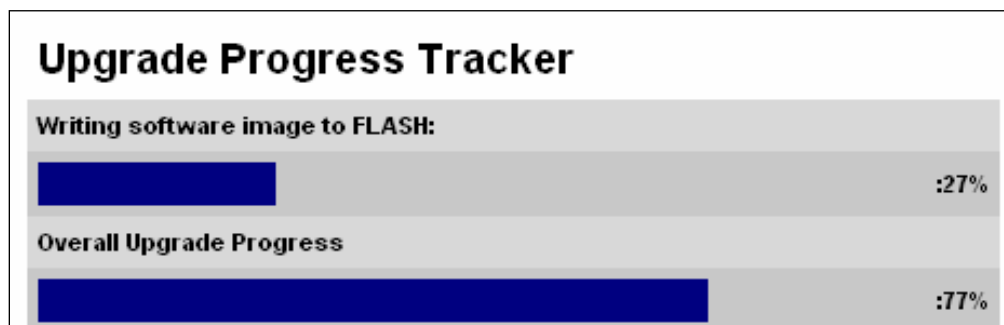 Upgrade Progress Tracker
Writing software image to FLASH:
:27%
Overall Upgrade Progress
:77%